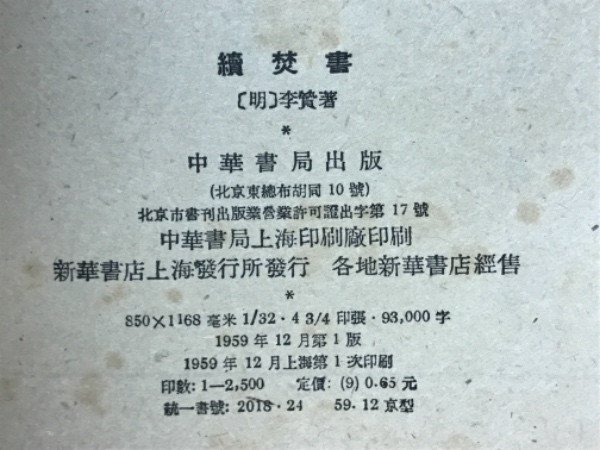 續焚書
〔明〕李贄著
*
中華書局出版
(北京東總布胡同 10 號)
北京市書刊出版業營業許可證出字第 17 號
中華書局上海印刷廠印刷
新華書店上海發行所發行　各地新華書店經售
*
850×1168 毫米 1/32 · 4 3/4 印張 · 93,000 字
1959 年 12 月第 1 版
1959 年 12 月上海第 1 次印刷
印數: 1—2,500　定價: (9) 0.65 元
統一書號: 2018 · 24　59. 12 京型